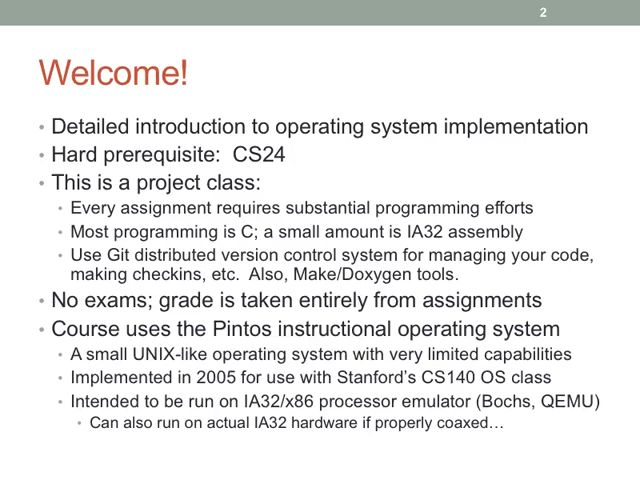 2
Welcome!
• Detailed introduction to operating system implementation
• Hard prerequisite:  CS24
• This is a project class:
• Every assignment requires substantial programming efforts
• Most programming is C; a small amount is IA32 assembly
• Use Git distributed version control system for managing your code,
making checkins, etc.  Also, Make/Doxygen tools.
• No exams; grade is taken entirely from assignments
• Course uses the Pintos instructional operating system
• A small UNIX-like operating system with very limited capabilities
• Implemented in 2005 for use with Stanford's CS140 OS class
• Intended to be run on IA32/x86 processor emulator (Bochs, QEMU)
• Can also run on actual IA32 hardware if properly coaxed…